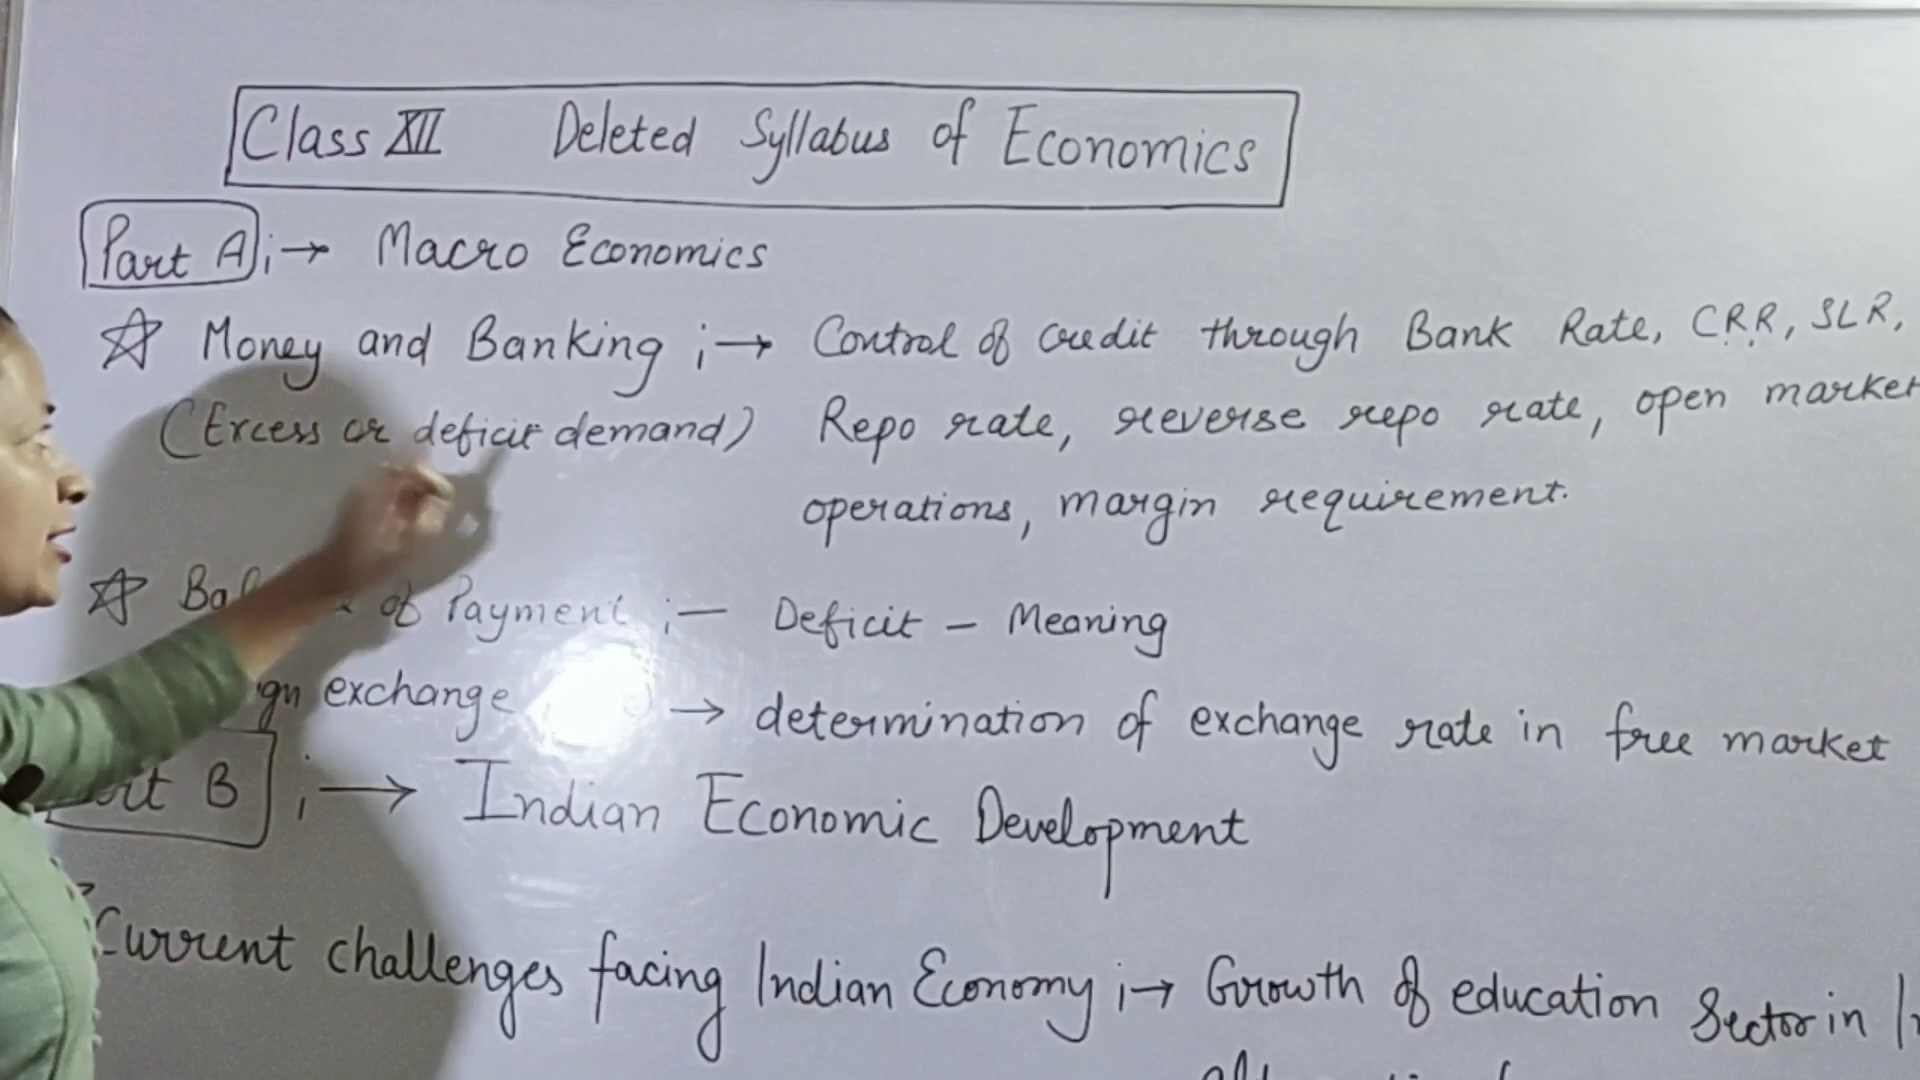 Class XII Deleted Syllabus of Economics
Part A ;→ Macro Economics
☆ Money and Banking ;→ Control of credit through Bank Rate, C.R.R, SLR,
(Excess or deficit demand) Repo rate, reverse repo rate, open market
operations, margin requirement.
☆ of Payment ;— Deficit – Meaning
exchange → determination of exchange rate in free market
B ;→ Indian Economic Development
Current challenges facing Indian Economy ;→ Growth of education Sector in